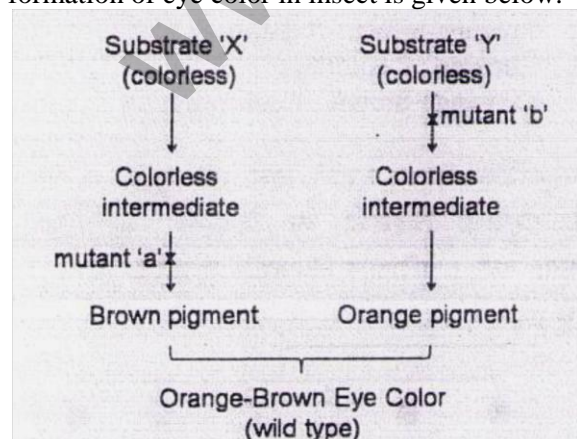 formation of eye color in insect is given below:
Substrate 'X'
(colorless)
Substrate 'Y'
(colorless)
mutant 'b'
Colorless
intermediate
Colorless
intermediate
mutant 'a'
Brown pigment
Orange pigment
Orange-Brown Eye Color
(wild type)